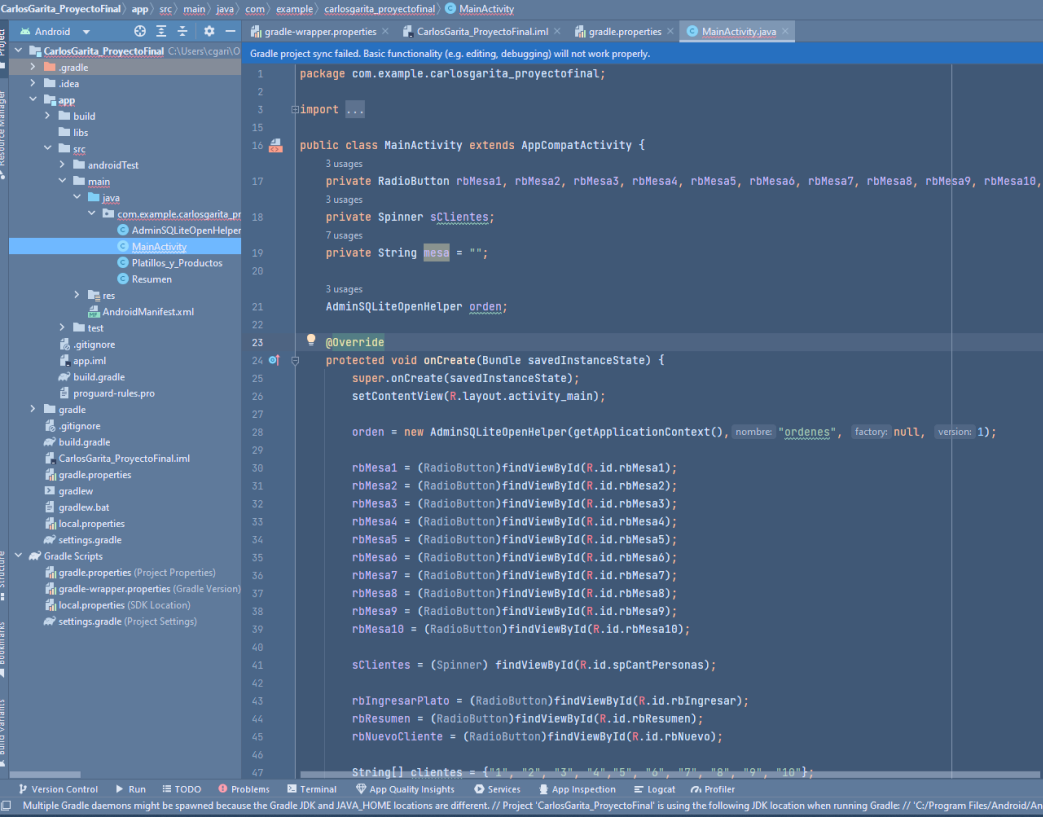 CarlosGarita_ProyectoFinal app src main java com example carlosgarita_proyectofinal MainActivity
Android
gradle-wrapper.properties CarlosGarita_ProyectoFinal.iml gradle.properties MainActivity.java
Project
Resource Manager
Structure
Bookmarks
Build Variants
CarlosGarita_ProyectoFinal C:\Users\cgari\O
.gradle
.idea
app
build
libs
src
androidTest
main
java
com.example.carlosgarita_pr
AdminSQLiteOpenHelper
MainActivity
Platillos_y_Productos
Resumen
res
AndroidManifest.xml
test
.gitignore
app.iml
build.gradle
proguard-rules.pro
gradle
.gitignore
build.gradle
CarlosGarita_ProyectoFinal.iml
gradle.properties
gradlew
gradlew.bat
local.properties
settings.gradle
Gradle Scripts
gradle.properties (Project Properties)
gradle-wrapper.properties (Gradle Version)
local.properties (SDK Location)
settings.gradle (Project Settings)
Gradle project sync failed. Basic functionality (e.g. editing, debugging) will not work properly.
1 package com.example.carlosgarita_proyectofinal;
2
3 import ...
15
16 public class MainActivity extends AppCompatActivity {
3 usages
17 private RadioButton rbMesa1, rbMesa2, rbMesa3, rbMesa4, rbMesa5, rbMesa6, rbMesa7, rbMesa8, rbMesa9, rbMesa10,
3 usages
18 private Spinner sClientes;
7 usages
19 private String mesa = "";
20
3 usages
21 AdminSQLiteOpenHelper orden;
22
23 @Override
24 protected void onCreate(Bundle savedInstanceState) {
25 super.onCreate(savedInstanceState);
26 setContentView(R.layout.activity_main);
27
28 orden = new AdminSQLiteOpenHelper(getApplicationContext(), nombre: "ordenes", factory: null, version: 1);
29
30 rbMesa1 = (RadioButton)findViewById(R.id.rbMesa1);
31 rbMesa2 = (RadioButton)findViewById(R.id.rbMesa2);
32 rbMesa3 = (RadioButton)findViewById(R.id.rbMesa3);
33 rbMesa4 = (RadioButton)findViewById(R.id.rbMesa4);
34 rbMesa5 = (RadioButton)findViewById(R.id.rbMesa5);
35 rbMesa6 = (RadioButton)findViewById(R.id.rbMesa6);
36 rbMesa7 = (RadioButton)findViewById(R.id.rbMesa7);
37 rbMesa8 = (RadioButton)findViewById(R.id.rbMesa8);
38 rbMesa9 = (RadioButton)findViewById(R.id.rbMesa9);
39 rbMesa10 = (RadioButton)findViewById(R.id.rbMesa10);
40
41 sClientes = (Spinner) findViewById(R.id.spCantPersonas);
42
43 rbIngresarPlato = (RadioButton)findViewById(R.id.rbIngresar);
44 rbResumen = (RadioButton)findViewById(R.id.rbResumen);
45 rbNuevoCliente = (RadioButton)findViewById(R.id.rbNuevo);
46
47 String[] clientes = {"1", "2", "3", "4","5", "6", "7", "8", "9", "10"};
Version Control Run TODO Problems Terminal App Quality Insights Services App Inspection Logcat Profiler
Multiple Gradle daemons might be spawned because the Gradle JDK and JAVA_HOME locations are different. // Project 'CarlosGarita_ProyectoFinal' is using the following JDK location when running Gradle: // 'C:/Program Files/Android/An